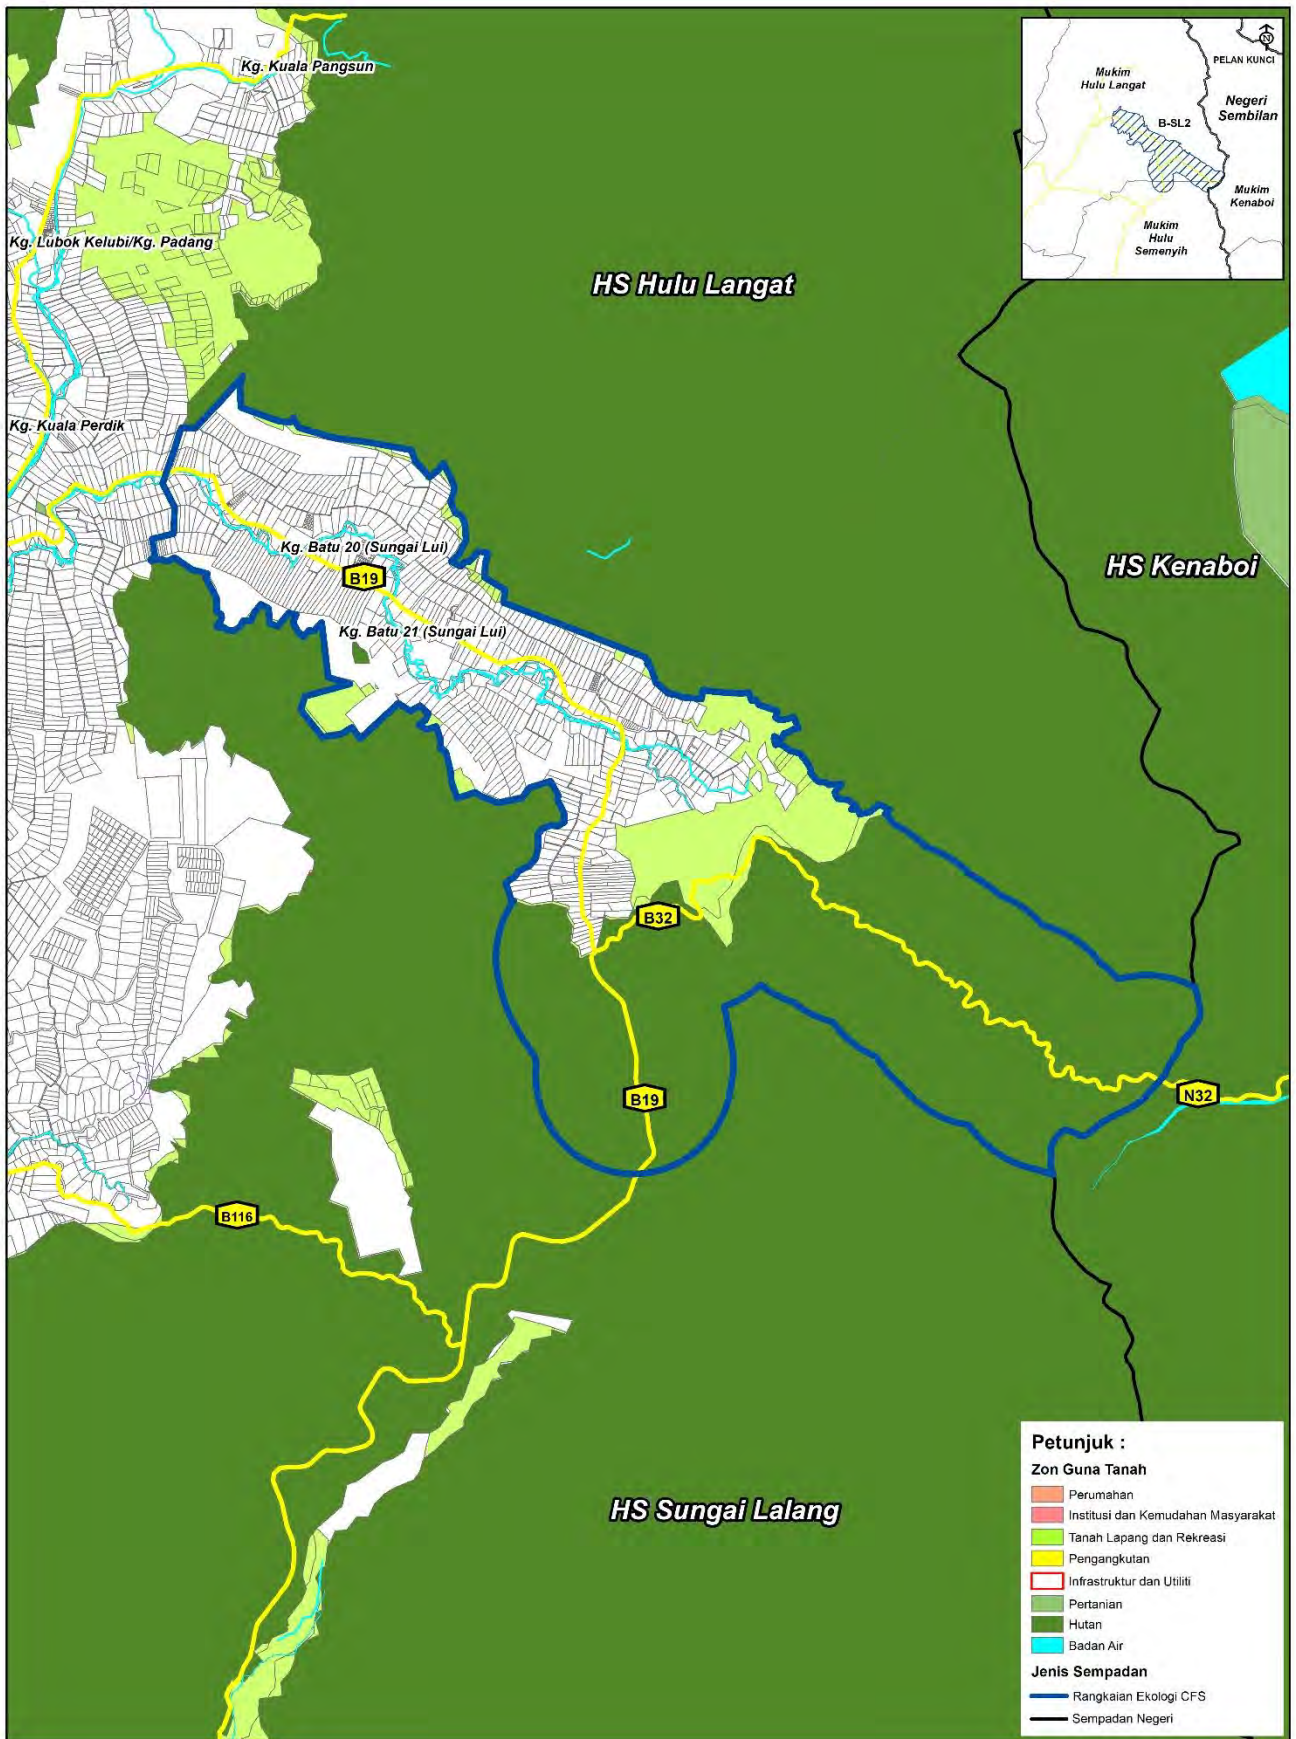 Kg. Kuala Pangsun
PELAN KUNCI
N
Mukim
Hulu Langat
Negeri
Sembilan
B-SL2
Mukim
Kenaboi
Mukim
Hulu
Semenyih
Kg. Lubok Kelubi/Kg. Padang
HS Hulu Langat
Kg. Kuala Perdik
Kg. Batu 20 (Sungai Lui)
B19
HS Kenaboi
Kg. Batu 21 (Sungai Lui)
B32
B19
N32
B116
HS Sungai Lalang
Petunjuk :
Zon Guna Tanah
Perumahan
Institusi dan Kemudahan Masyarakat
Tanah Lapang dan Rekreasi
Pengangkutan
Infrastruktur dan Utiliti
Pertanian
Hutan
Badan Air
Jenis Sempadan
Rangkaian Ekologi CFS
Sempadan Negeri